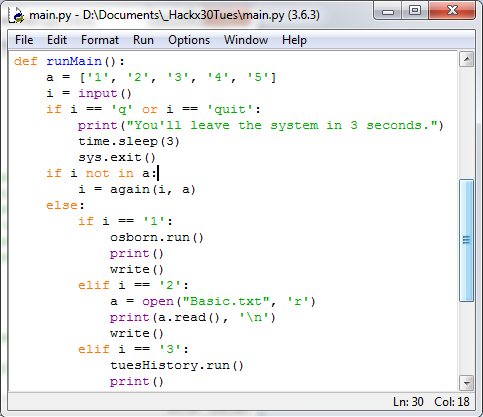 main.py - D:\Documents\_Hackx30Tues\main.py (3.6.3)
File Edit Format Run Options Window Help
def runMain():
    a = ['1', '2', '3', '4', '5']
    i = input()
    if i == 'q' or i == 'quit':
        print("You'll leave the system in 3 seconds.")
        time.sleep(3)
        sys.exit()
    if i not in a:
        i = again(i, a)
    else:
        if i == '1':
            osborn.run()
            print()
            write()
        elif i == '2':
            a = open("Basic.txt", 'r')
            print(a.read(), '\n')
            write()
        elif i == '3':
            tuesHistory.run()
            print()
Ln: 30 Col: 18